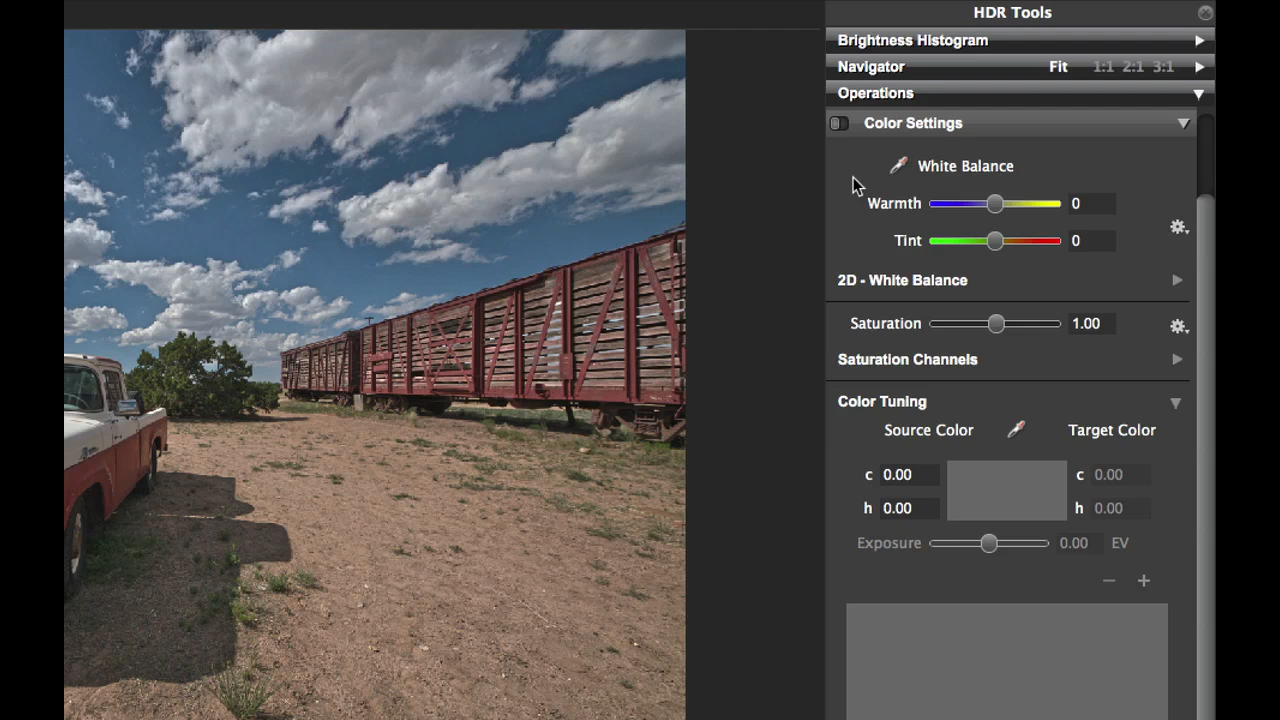 HDR Tools
Brightness Histogram
Navigator Fit 1:1 2:1 3:1
Operations
Color Settings
White Balance
Warmth 0
Tint 0
2D - White Balance
Saturation 1.00
Saturation Channels
Color Tuning
Source Color Target Color
c 0.00 c 0.00
h 0.00 h 0.00
Exposure 0.00 EV